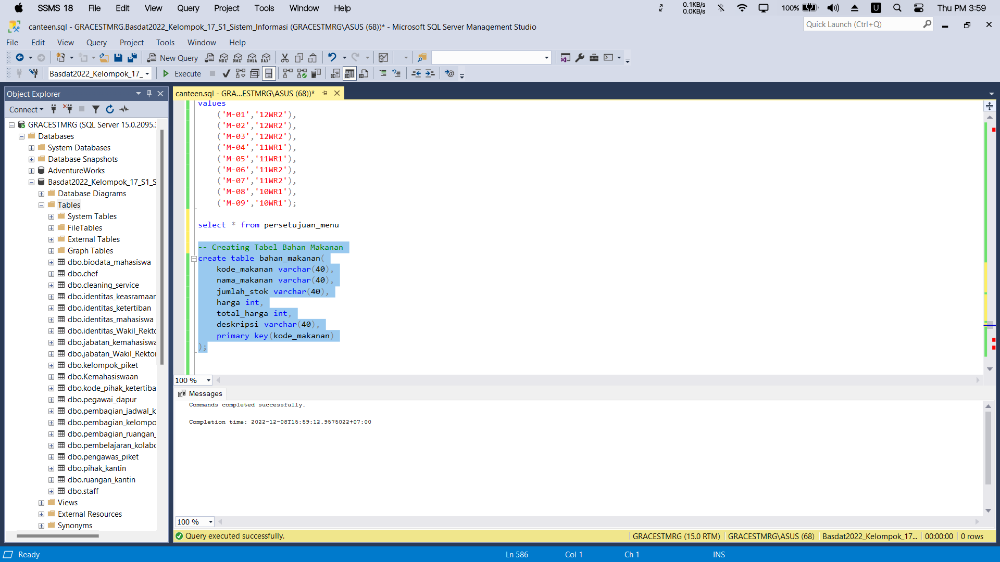 SSMS 18 File Edit View Query Project Tools Window Help
0.1KB/s
0.0KB/s
100%
U
Thu PM 3:59
canteen.sql - GRACESTMRG.Basdat2022_Kelompok_17_S1_Sistem_Informasi (GRACESTMRG\ASUS (68))* - Microsoft SQL Server Management Studio
Quick Launch (Ctrl+Q)
File Edit View Query Project Tools Window Help
New Query
MDX DMX XMLA DAX
Basdat2022_Kelompok_17_
Execute
Object Explorer
Connect
GRACESTMRG (SQL Server 15.0.2095.3
Databases
System Databases
Database Snapshots
AdventureWorks
Basdat2022_Kelompok_17_S1_S
Database Diagrams
Tables
System Tables
FileTables
External Tables
Graph Tables
dbo.biodata_mahasiswa
dbo.chef
dbo.cleaning_service
dbo.identitas_keasramaan
dbo.identitas_ketertiban
dbo.identitas_mahasiswa
dbo.identitas_Wakil_Rekto
dbo.jabatan_kemahasiswa
dbo.jabatan_Wakil_Rektor
dbo.kelompok_piket
dbo.Kemahasiswaan
dbo.kode_pihak_ketertiba
dbo.pegawai_dapur
dbo.pembagian_jadwal_k
dbo.pembagian_kelompo
dbo.pembagian_ruangan_
dbo.pembelajaran_kolabo
dbo.pengawas_piket
dbo.pihak_kantin
dbo.ruangan_kantin
dbo.staff
Views
External Resources
Synonyms
canteen.sql - GRA...ESTMRG\ASUS (68))*
values
('M-01','12WR2'),
('M-02','12WR2'),
('M-03','12WR2'),
('M-04','11WR1'),
('M-05','11WR1'),
('M-06','11WR2'),
('M-07','11WR2'),
('M-08','10WR1'),
('M-09','10WR1');
select * from persetujuan_menu
-- Creating Tabel Bahan Makanan
create table bahan_makanan(
kode_makanan varchar(40),
nama_makanan varchar(40),
jumlah_stok varchar(40),
harga int,
total_harga int,
deskripsi varchar(40),
primary key(kode_makanan)
);
100 %
Messages
Commands completed successfully.
Completion time: 2022-12-08T15:59:12.9575022+07:00
100 %
Query executed successfully.
GRACESTMRG (15.0 RTM) GRACESTMRG\ASUS (68) Basdat2022_Kelompok_17... 00:00:00 0 rows
Ready
Ln 586 Col 1 Ch 1 INS